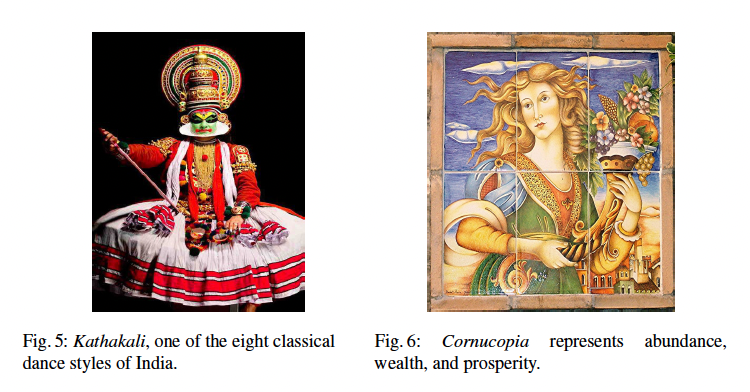 Fig. 5: Kathakali, one of the eight classical
dance styles of India.
Fig. 6: Cornucopia represents abundance,
wealth, and prosperity.